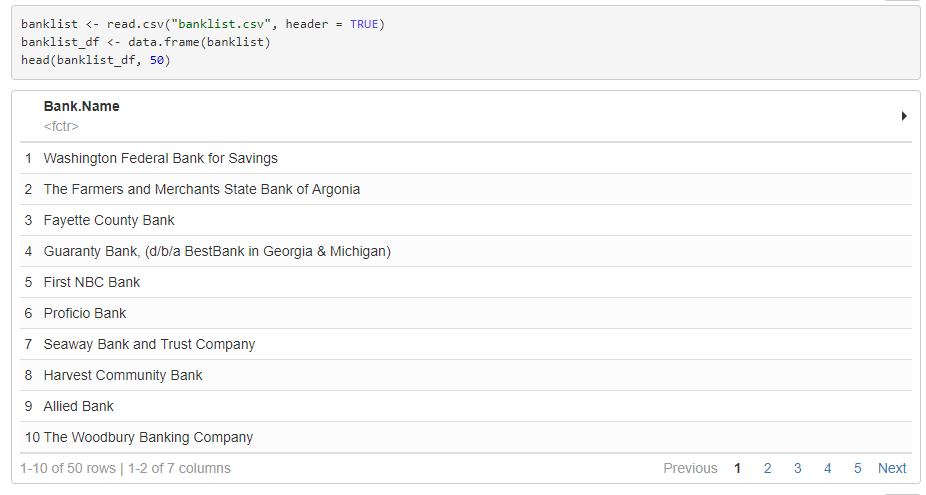 banklist <- read.csv("banklist.csv", header = TRUE)
banklist_df <- data.frame(banklist)
head(banklist_df, 50)
Bank.Name
<fctr>
1 Washington Federal Bank for Savings
2 The Farmers and Merchants State Bank of Argonia
3 Fayette County Bank
4 Guaranty Bank, (d/b/a BestBank in Georgia & Michigan)
5 First NBC Bank
6 Proficio Bank
7 Seaway Bank and Trust Company
8 Harvest Community Bank
9 Allied Bank
10 The Woodbury Banking Company
1-10 of 50 rows | 1-2 of 7 columns Previous 1 2 3 4 5 Next